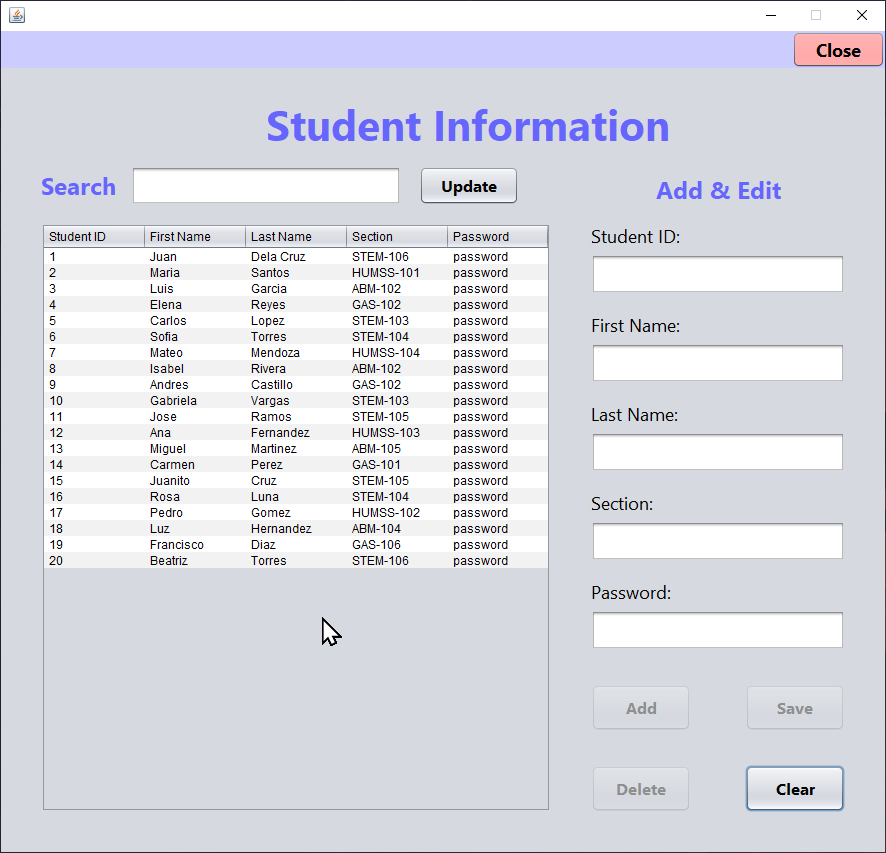 Close
Student Information
Search
Update
Add & Edit
Student ID First Name Last Name Section Password
1 Juan Dela Cruz STEM-106 password
2 Maria Santos HUMSS-101 password
3 Luis Garcia ABM-102 password
4 Elena Reyes GAS-102 password
5 Carlos Lopez STEM-103 password
6 Sofia Torres STEM-104 password
7 Mateo Mendoza HUMSS-104 password
8 Isabel Rivera ABM-102 password
9 Andres Castillo GAS-102 password
10 Gabriela Vargas STEM-103 password
11 Jose Ramos STEM-105 password
12 Ana Fernandez HUMSS-103 password
13 Miguel Martinez ABM-105 password
14 Carmen Perez GAS-101 password
15 Juanito Cruz STEM-105 password
16 Rosa Luna STEM-104 password
17 Pedro Gomez HUMSS-102 password
18 Luz Hernandez ABM-104 password
19 Francisco Diaz GAS-106 password
20 Beatriz Torres STEM-106 password
Student ID:
First Name:
Last Name:
Section:
Password:
Add
Save
Delete
Clear